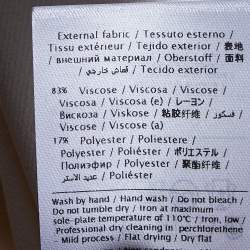 External fabric / Tessuto esterno /
Tissu extérieur / Tejido exterior / 表地
/ внешний материал / Oberstoff / 面料
/ قماش خارجي / Tecido exterior
83% Viscose / Viscosa / Viscose /
Viscosa / Viscosa (e) / レーヨン /
Вискоза / Viskose / 粘胶纤维 / فسكوز /
Viscose / Viscose (a)
17% Polyester / Poliestere /
Polyester / Poliéster / ポリエステル /
Полиэфир / Polyester / 聚酯纤维 /
عديد الاستر / Poliéster
Wash by hand / Hand wash / Do not bleach /
Do not tumble dry / Iron at maximum
sole-plate temperature of 110°C / Iron, low /
Professional dry cleaning in perchlorethene
- Mild process / Flat drying / Dry flat